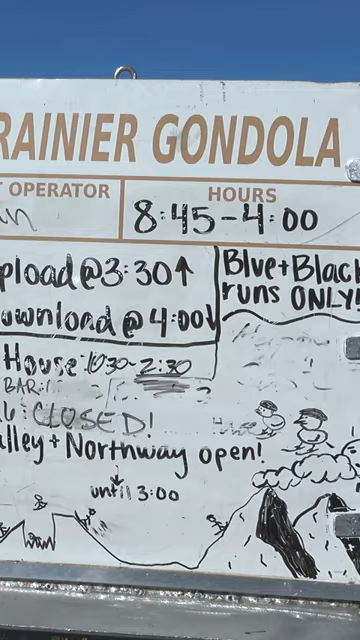 RAINIER GONDOLA
OPERATOR
HOURS
8:45-4:00
pload @ 3:30↑
ownload @ 4:00↓
Blue + Black
runs ONLY!
House 10:30-2:30
BAR:
CLOSED!
alley + Northway open!
until 3:00